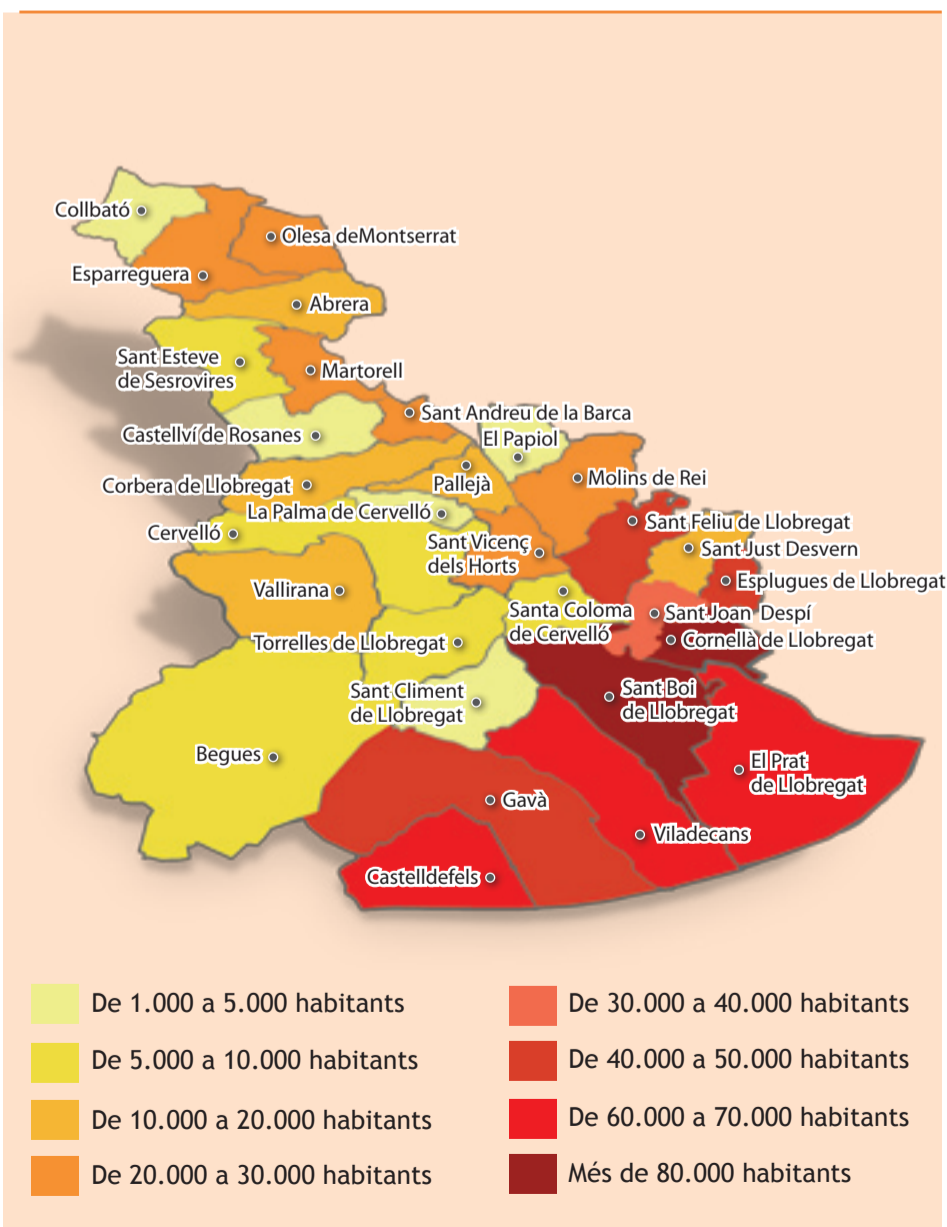 Collbató
Olesa deMontserrat
Esparreguera
Abrera
Sant Esteve
de Sesrovires
Martorell
Sant Andreu de la Barca
Castellví de Rosanes
El Papiol
Corbera de Llobregat
Pallejà
Molins de Rei
La Palma de Cervelló
Cervelló
Sant Feliu de Llobregat
Sant Vicenç
dels Horts
Sant Just Desvern
Vallirana
Esplugues de Llobregat
Santa Coloma
de Cervelló
Sant Joan Despí
Torrelles de Llobregat
Cornellà de Llobregat
Sant Climent
de Llobregat
Sant Boi
de Llobregat
Begues
El Prat
de Llobregat
Gavà
Viladecans
Castelldefels
De 1.000 a 5.000 habitants
De 5.000 a 10.000 habitants
De 10.000 a 20.000 habitants
De 20.000 a 30.000 habitants
De 30.000 a 40.000 habitants
De 40.000 a 50.000 habitants
De 60.000 a 70.000 habitants
Més de 80.000 habitants